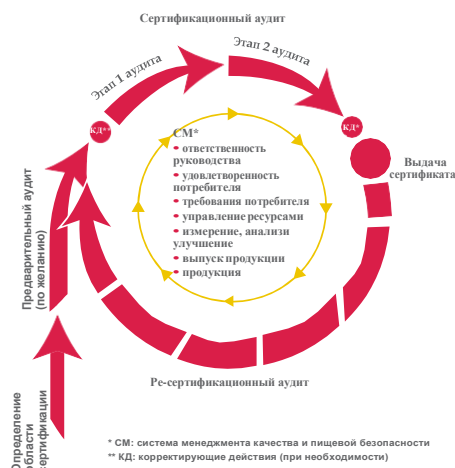 Сертификационный аудит
Этап 1 аудита
Этап 2 аудита
КД**
КД*
Выдача
сертификата
СМ*
• ответственность
руководства
• удовлетворенность
потребителя
• требования потребителя
• управление ресурсами
• измерение, анализи
улучшение
• выпуск продукции
• продукция
Предварительный аудит
(по желанию)
Определение
области
сертификации
Ре-сертификационный аудит
* СМ: система менеджмента качества и пищевой безопасности
** КД: корректирующие действия (при необходимости)